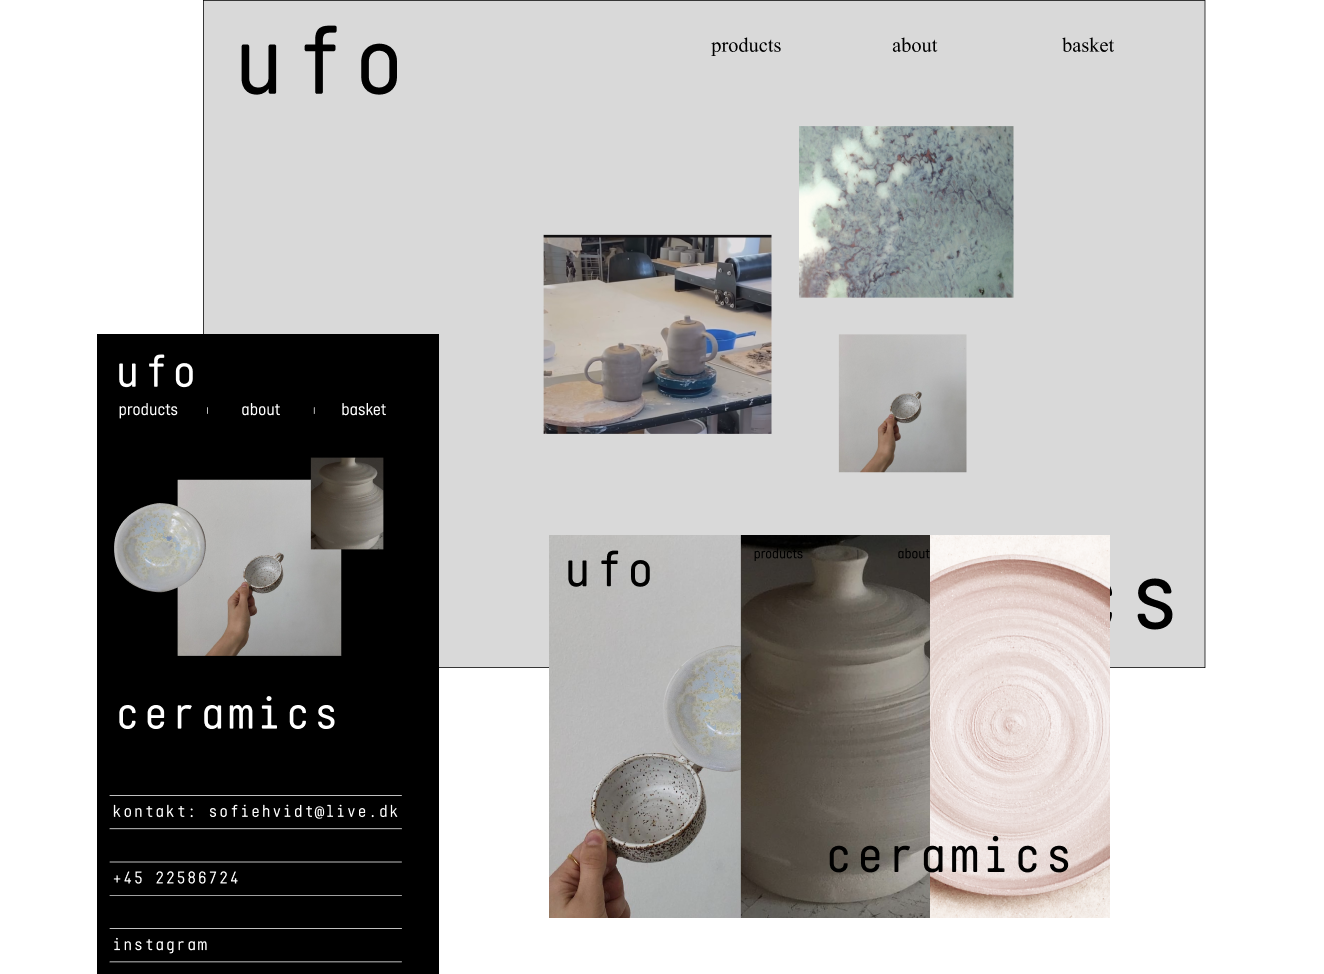 ufo
products about basket
ufo
products about basket
ceramics
kontakt: sofiehvidt@live.dk
+45 22586724
instagram
ufo
products about
ceramics
s